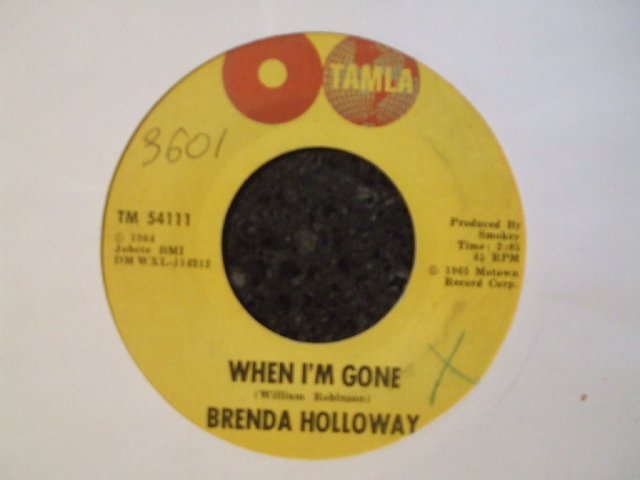 TAMLA
3601
TM 54111
© 1964
Jobete BMI
DM WXL-114312
Produced By
Smokey
Time: 2:05
45 RPM
© 1965 Motown
Record Corp.
X
WHEN I'M GONE
(William Robinson)
BRENDA HOLLOWAY